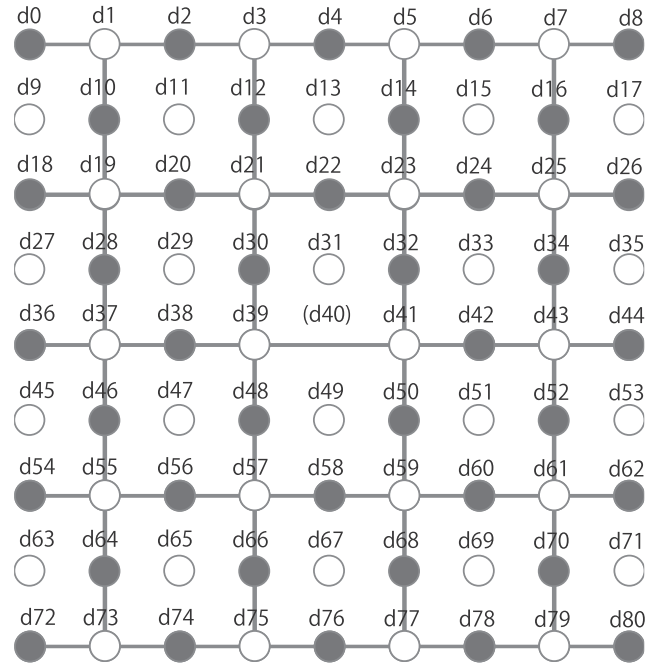 d0 d1 d2 d3 d4 d5 d6 d7 d8
d9 d10 d11 d12 d13 d14 d15 d16 d17
d18 d19 d20 d21 d22 d23 d24 d25 d26
d27 d28 d29 d30 d31 d32 d33 d34 d35
d36 d37 d38 d39 (d40) d41 d42 d43 d44
d45 d46 d47 d48 d49 d50 d51 d52 d53
d54 d55 d56 d57 d58 d59 d60 d61 d62
d63 d64 d65 d66 d67 d68 d69 d70 d71
d72 d73 d74 d75 d76 d77 d78 d79 d80